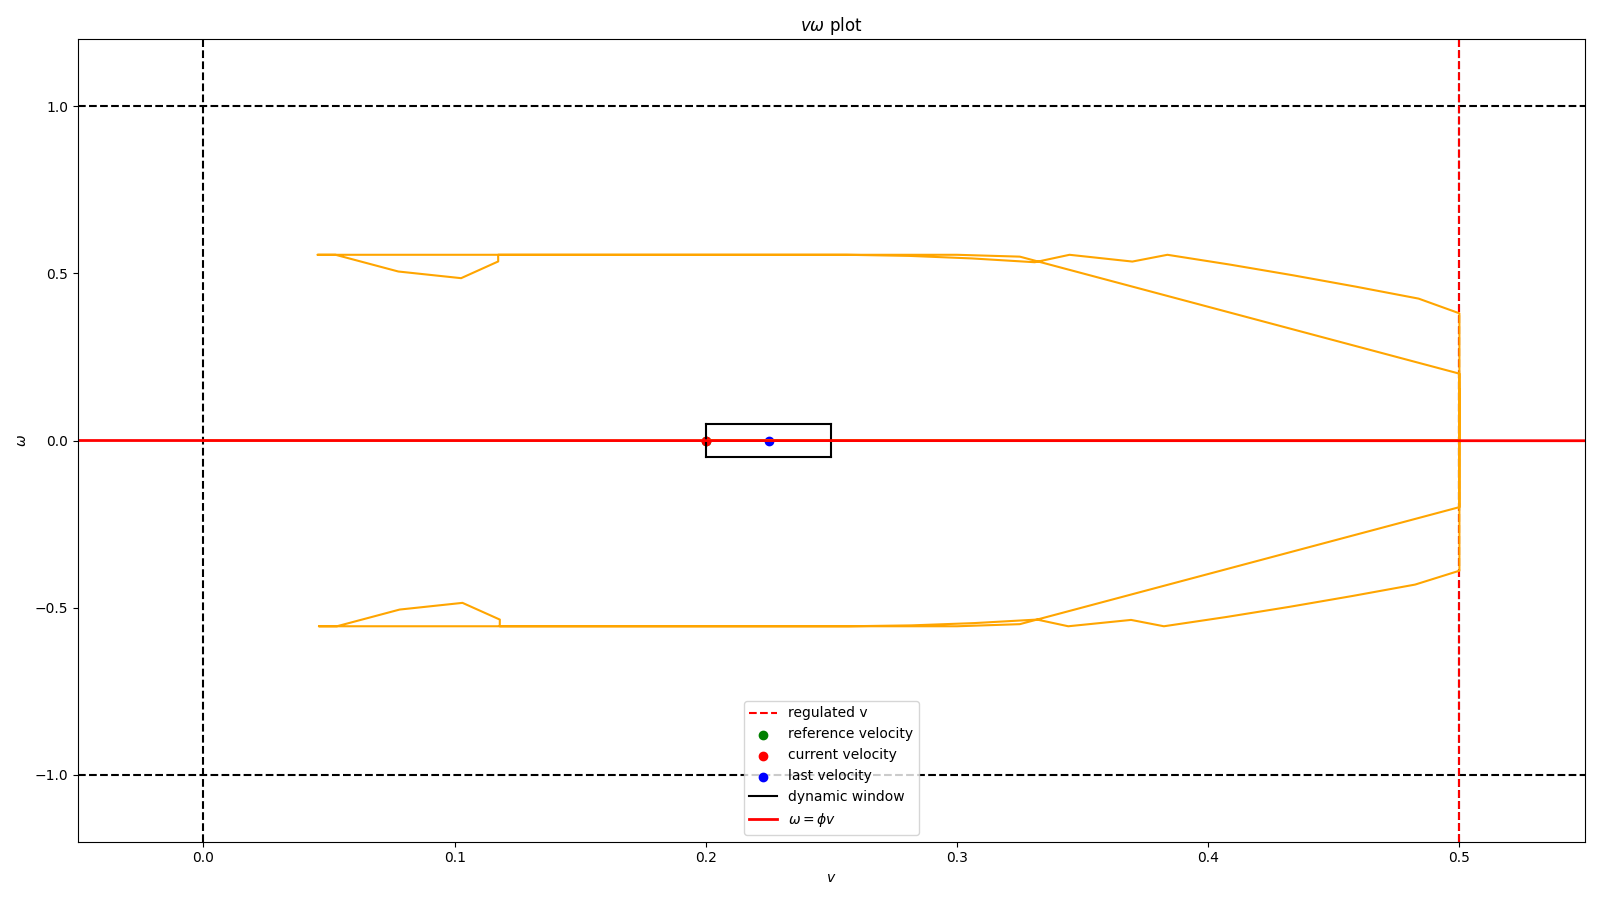 vω plot
1.0
0.5
0.0
−0.5
−1.0
ω
regulated v
reference velocity
current velocity
last velocity
dynamic window
ω = ϕv
0.0 0.1 0.2 0.3 0.4 0.5
v